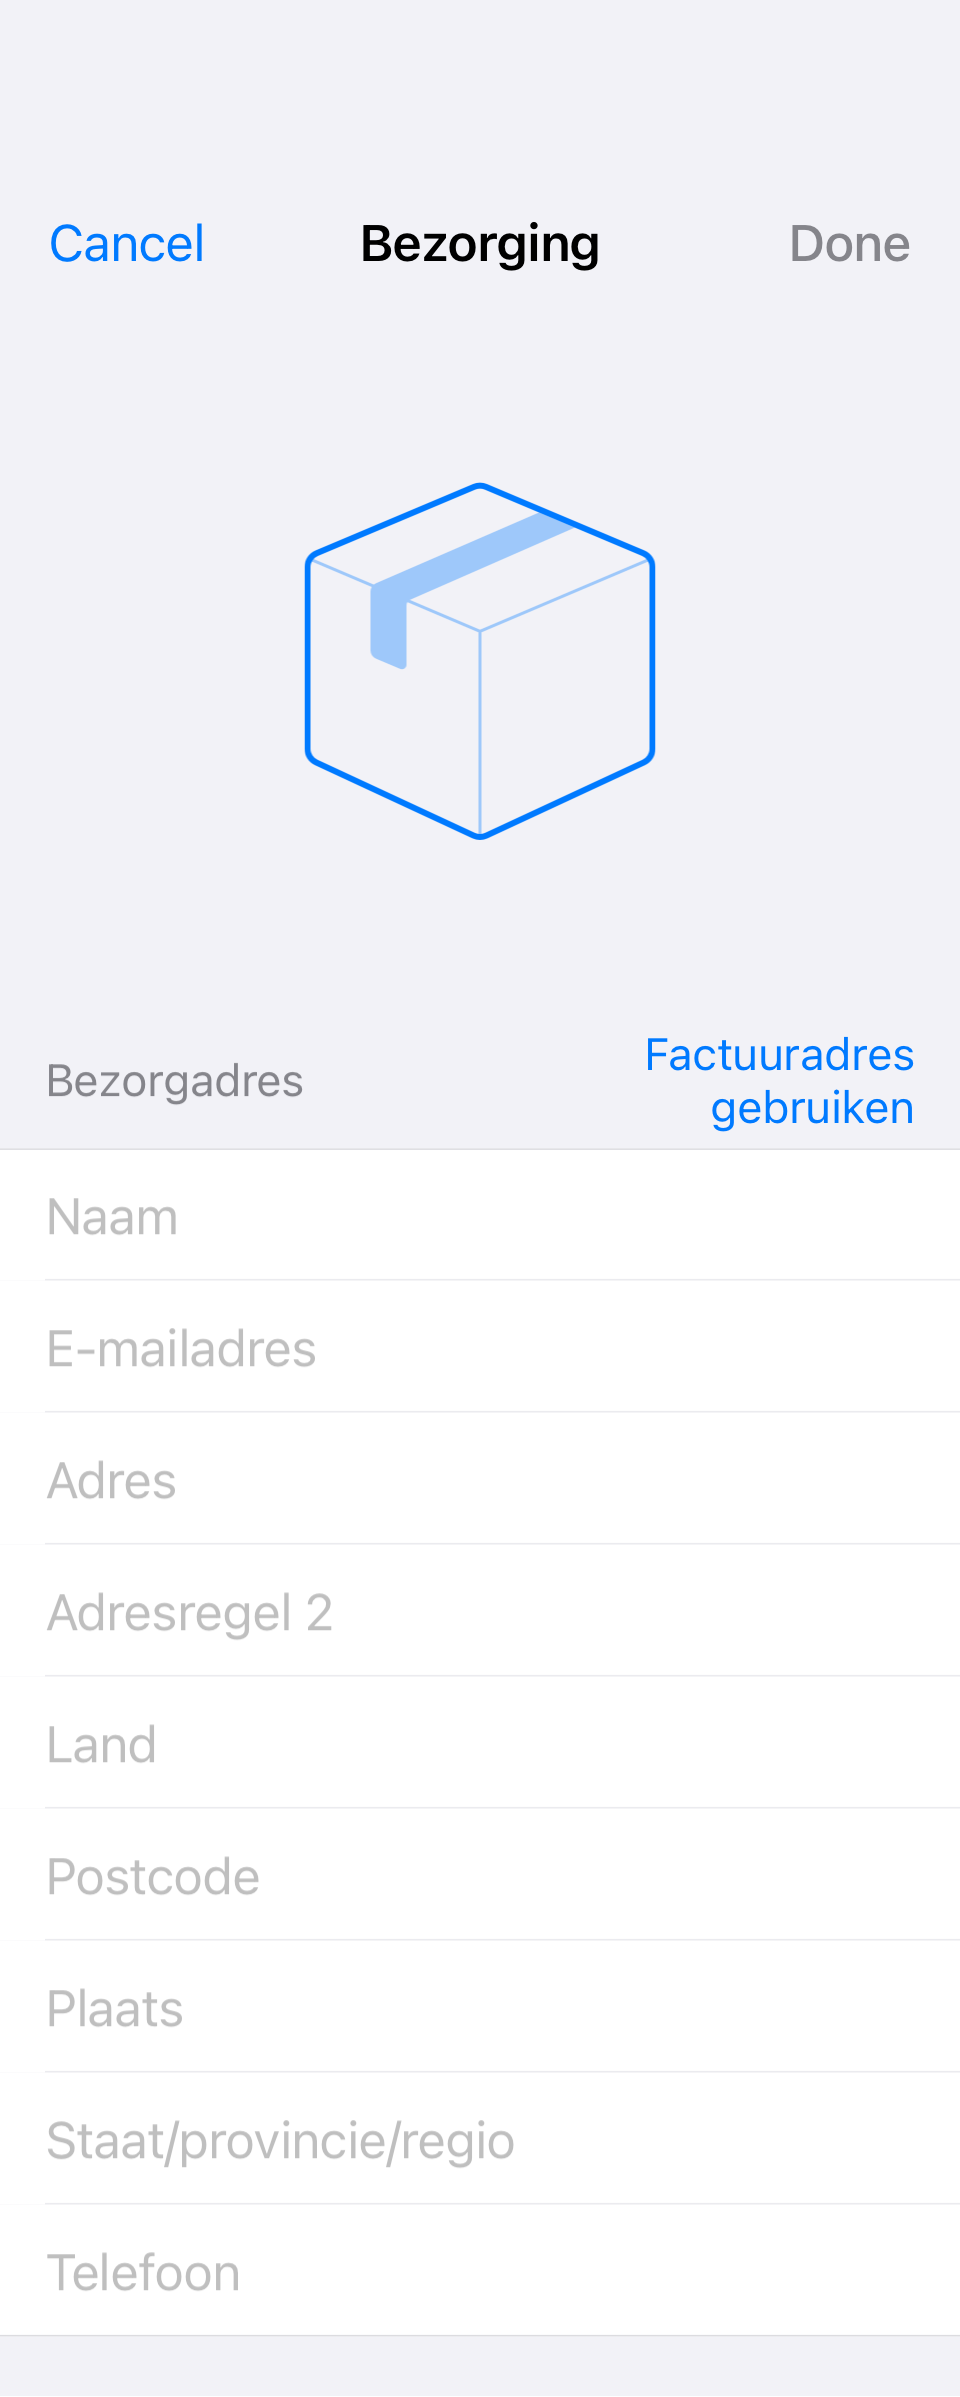 Cancel
Bezorging
Done
Bezorgadres
Factuuradres
gebruiken
Naam
E-mailadres
Adres
Adresregel 2
Land
Postcode
Plaats
Staat/provincie/regio
Telefoon